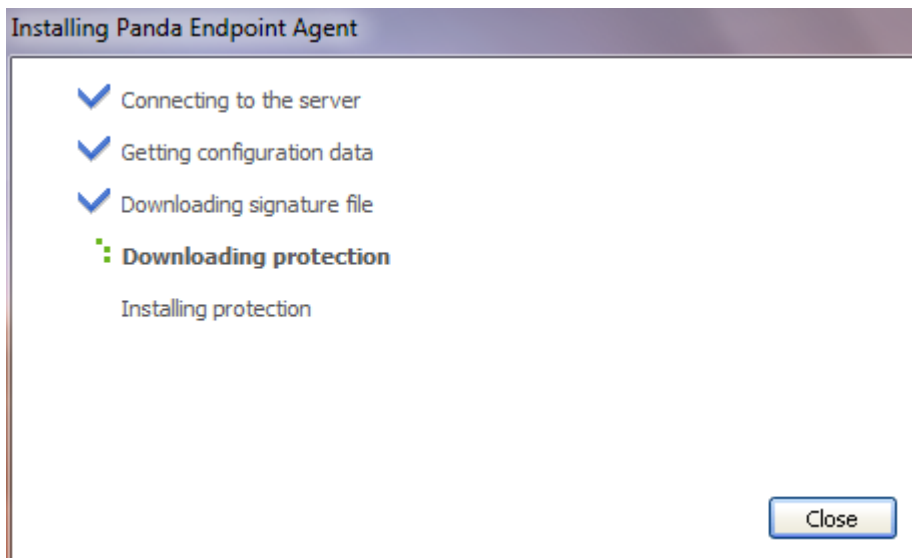 Installing Panda Endpoint Agent
Connecting to the server
Getting configuration data
Downloading signature file
Downloading protection
Installing protection
Close